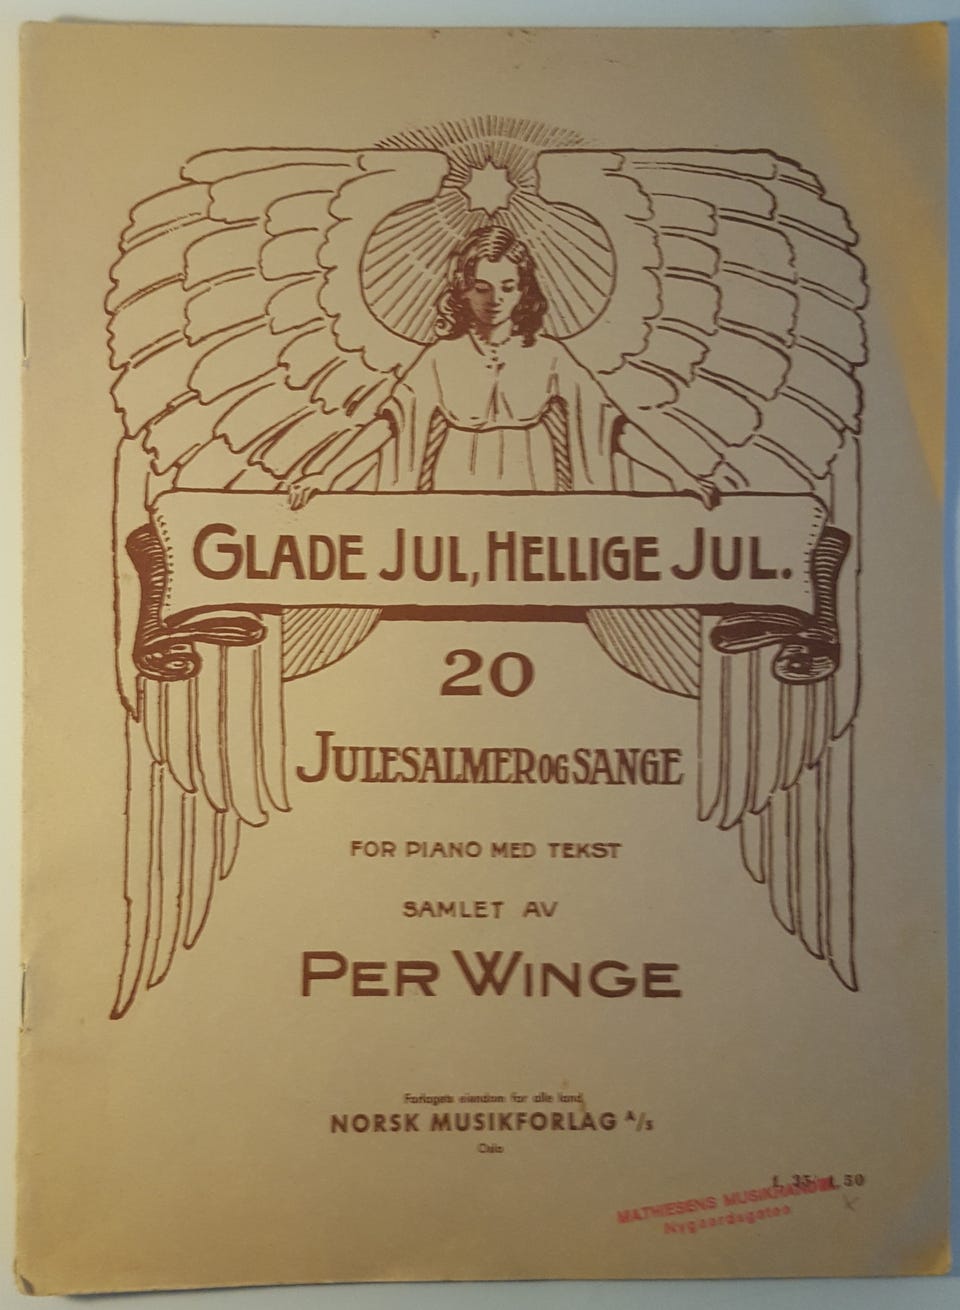 GLADE JUL, HELLIGE JUL.
20
JULESALMER OG SANGE
FOR PIANO MED TEKST
SAMLET AV
PER WINGE
Forlagets eiendom for alle land
NORSK MUSIKFORLAG A/S
Oslo
MATHIESENS MUSIKHANDEL
Nygaardsgaten